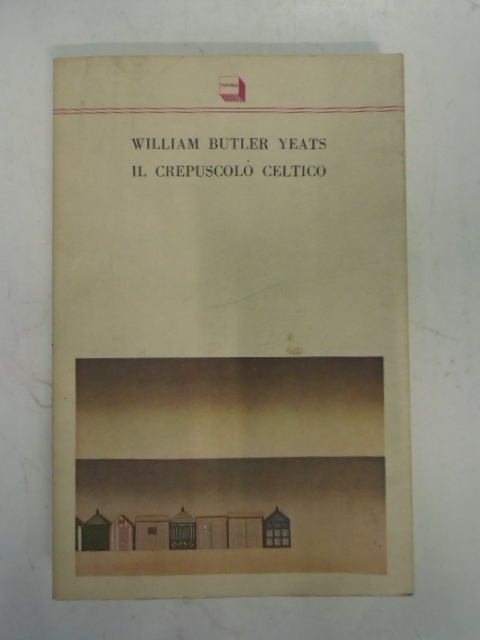 WILLIAM BUTLER YEATS
IL CREPUSCOLO CELTICO